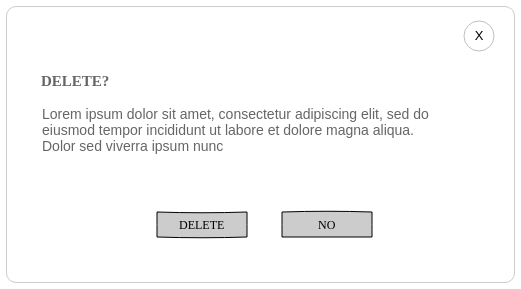 X
DELETE?
Lorem ipsum dolor sit amet, consectetur adipiscing elit, sed do
eiusmod tempor incididunt ut labore et dolore magna aliqua.
Dolor sed viverra ipsum nunc
DELETE
NO